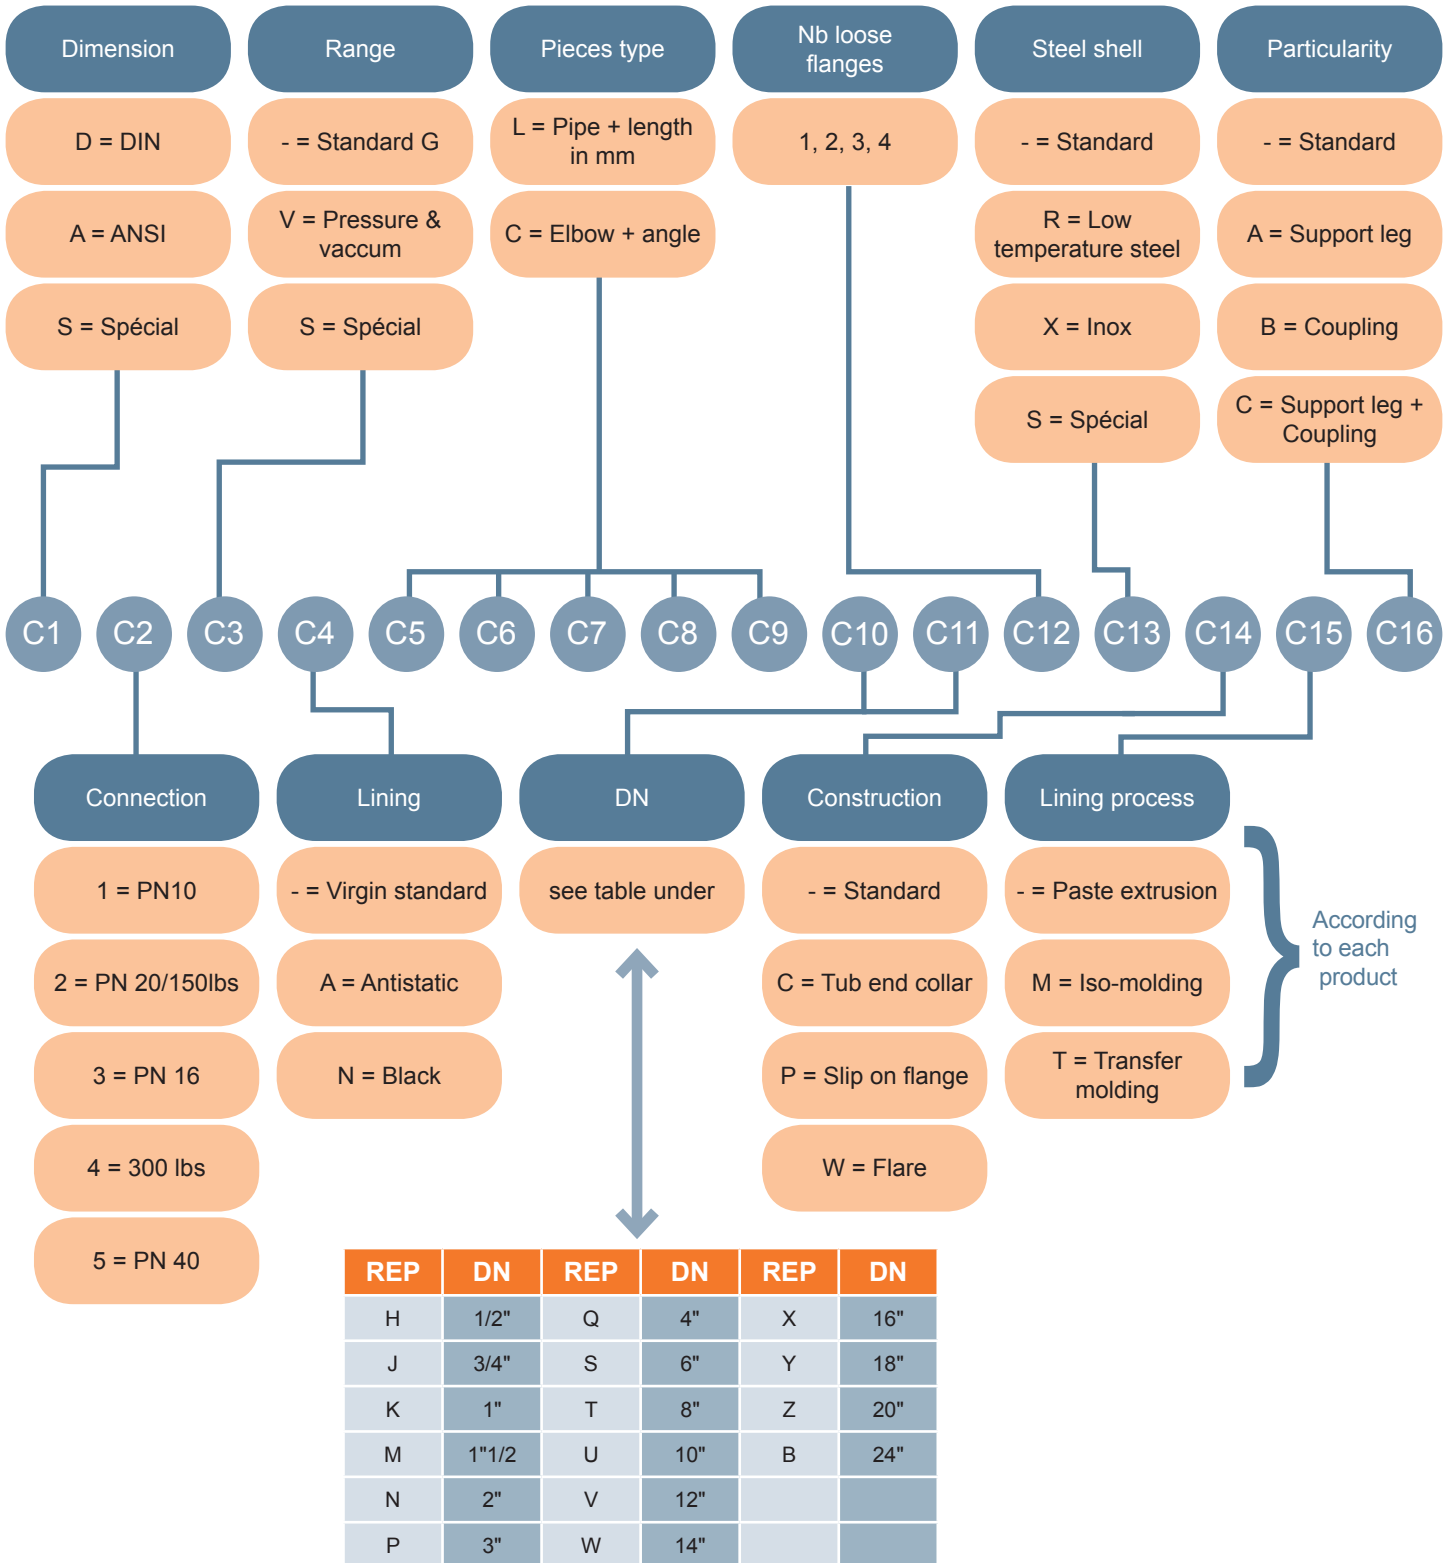 Dimension
Range
Pieces type
Nb loose
flanges
Steel shell
Particularity
D = DIN
- = Standard G
L = Pipe + length
in mm
1, 2, 3, 4
- = Standard
- = Standard
A = ANSI
V = Pressure &
vaccum
C = Elbow + angle
R = Low
temperature steel
A = Support leg
S = Spécial
S = Spécial
X = Inox
B = Coupling
S = Spécial
C = Support leg +
Coupling
C1
C2
C3
C4
C5
C6
C7
C8
C9
C10
C11
C12
C13
C14
C15
C16
Connection
Lining
DN
Construction
Lining process
1 = PN10
- = Virgin standard
see table under
- = Standard
- = Paste extrusion
2 = PN 20/150lbs
A = Antistatic
C = Tub end collar
M = Iso-molding
According
to each
product
3 = PN 16
N = Black
P = Slip on flange
T = Transfer
molding
4 = 300 lbs
W = Flare
5 = PN 40
REP DN REP DN REP DN
H 1/2" Q 4" X 16"
J 3/4" S 6" Y 18"
K 1" T 8" Z 20"
M 1"1/2 U 10" B 24"
N 2" V 12"
P 3" W 14"